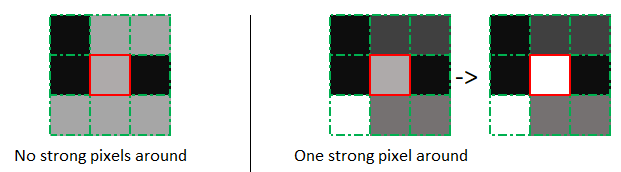 ->
No strong pixels around
One strong pixel around